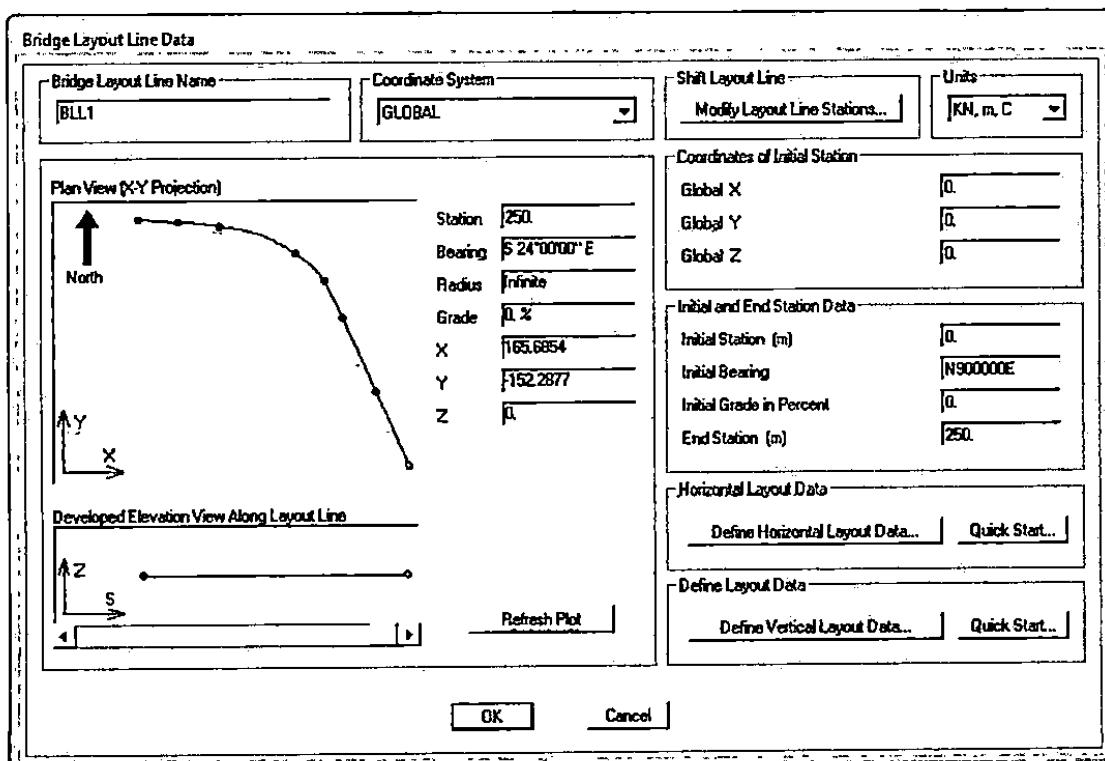 Bridge Layout Line Data
Bridge Layout Line Name
BLL1
Coordinate System
GLOBAL
Shift Layout Line
Modify Layout Line Stations...
Units
KN, m, C
Plan View (X-Y Projection)
North
Y
X
Station 250.
Bearing S 24°00'00" E
Radius Infinite
Grade 0. %
X 165.6854
Y -152.2877
Z 0.
Developed Elevation View Along Layout Line
Z
S
Refresh Plot
Coordinates of Initial Station
Global X 0.
Global Y 0.
Global Z 0.
Initial and End Station Data
Initial Station (m) 0.
Initial Bearing N900000E
Initial Grade in Percent 0.
End Station (m) 250.
Horizontal Layout Data
Define Horizontal Layout Data... Quick Start...
Define Layout Data
Define Vertical Layout Data... Quick Start...
OK Cancel